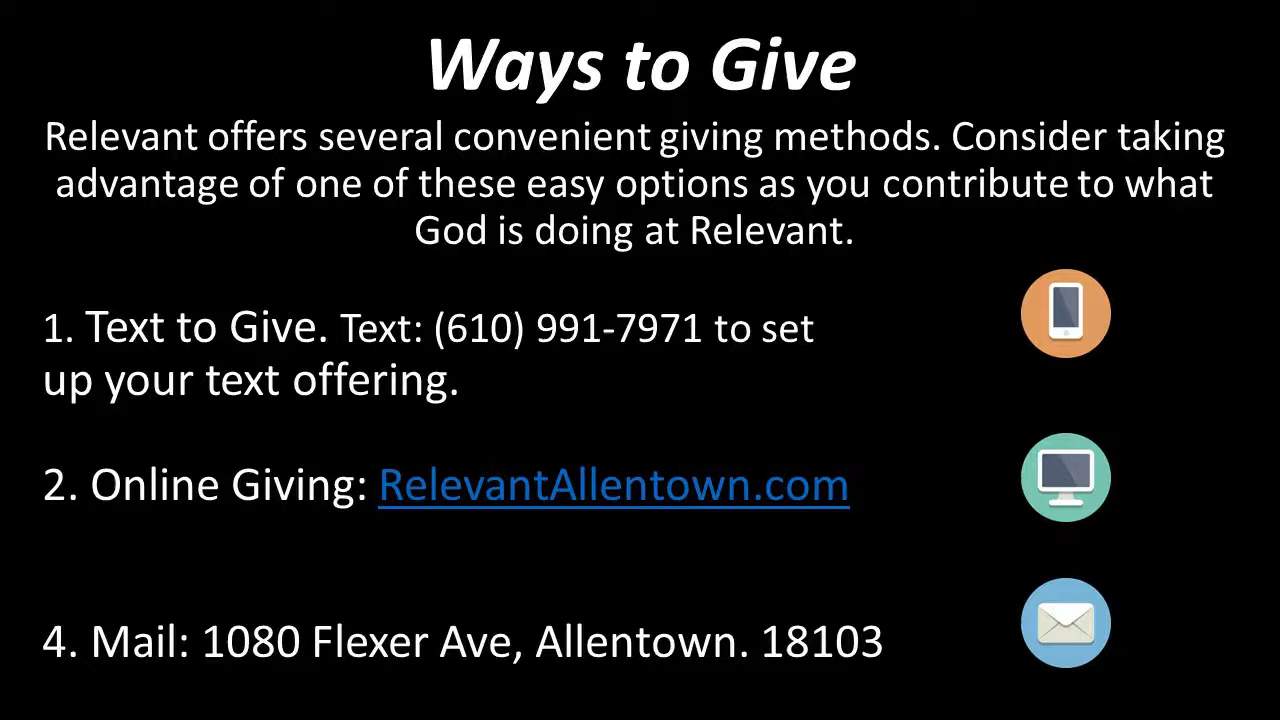 Ways to Give
Relevant offers several convenient giving methods. Consider taking
advantage of one of these easy options as you contribute to what
God is doing at Relevant.
1. Text to Give. Text: (610) 991-7971 to set
up your text offering.
2. Online Giving: RelevantAllentown.com
4. Mail: 1080 Flexer Ave, Allentown. 18103